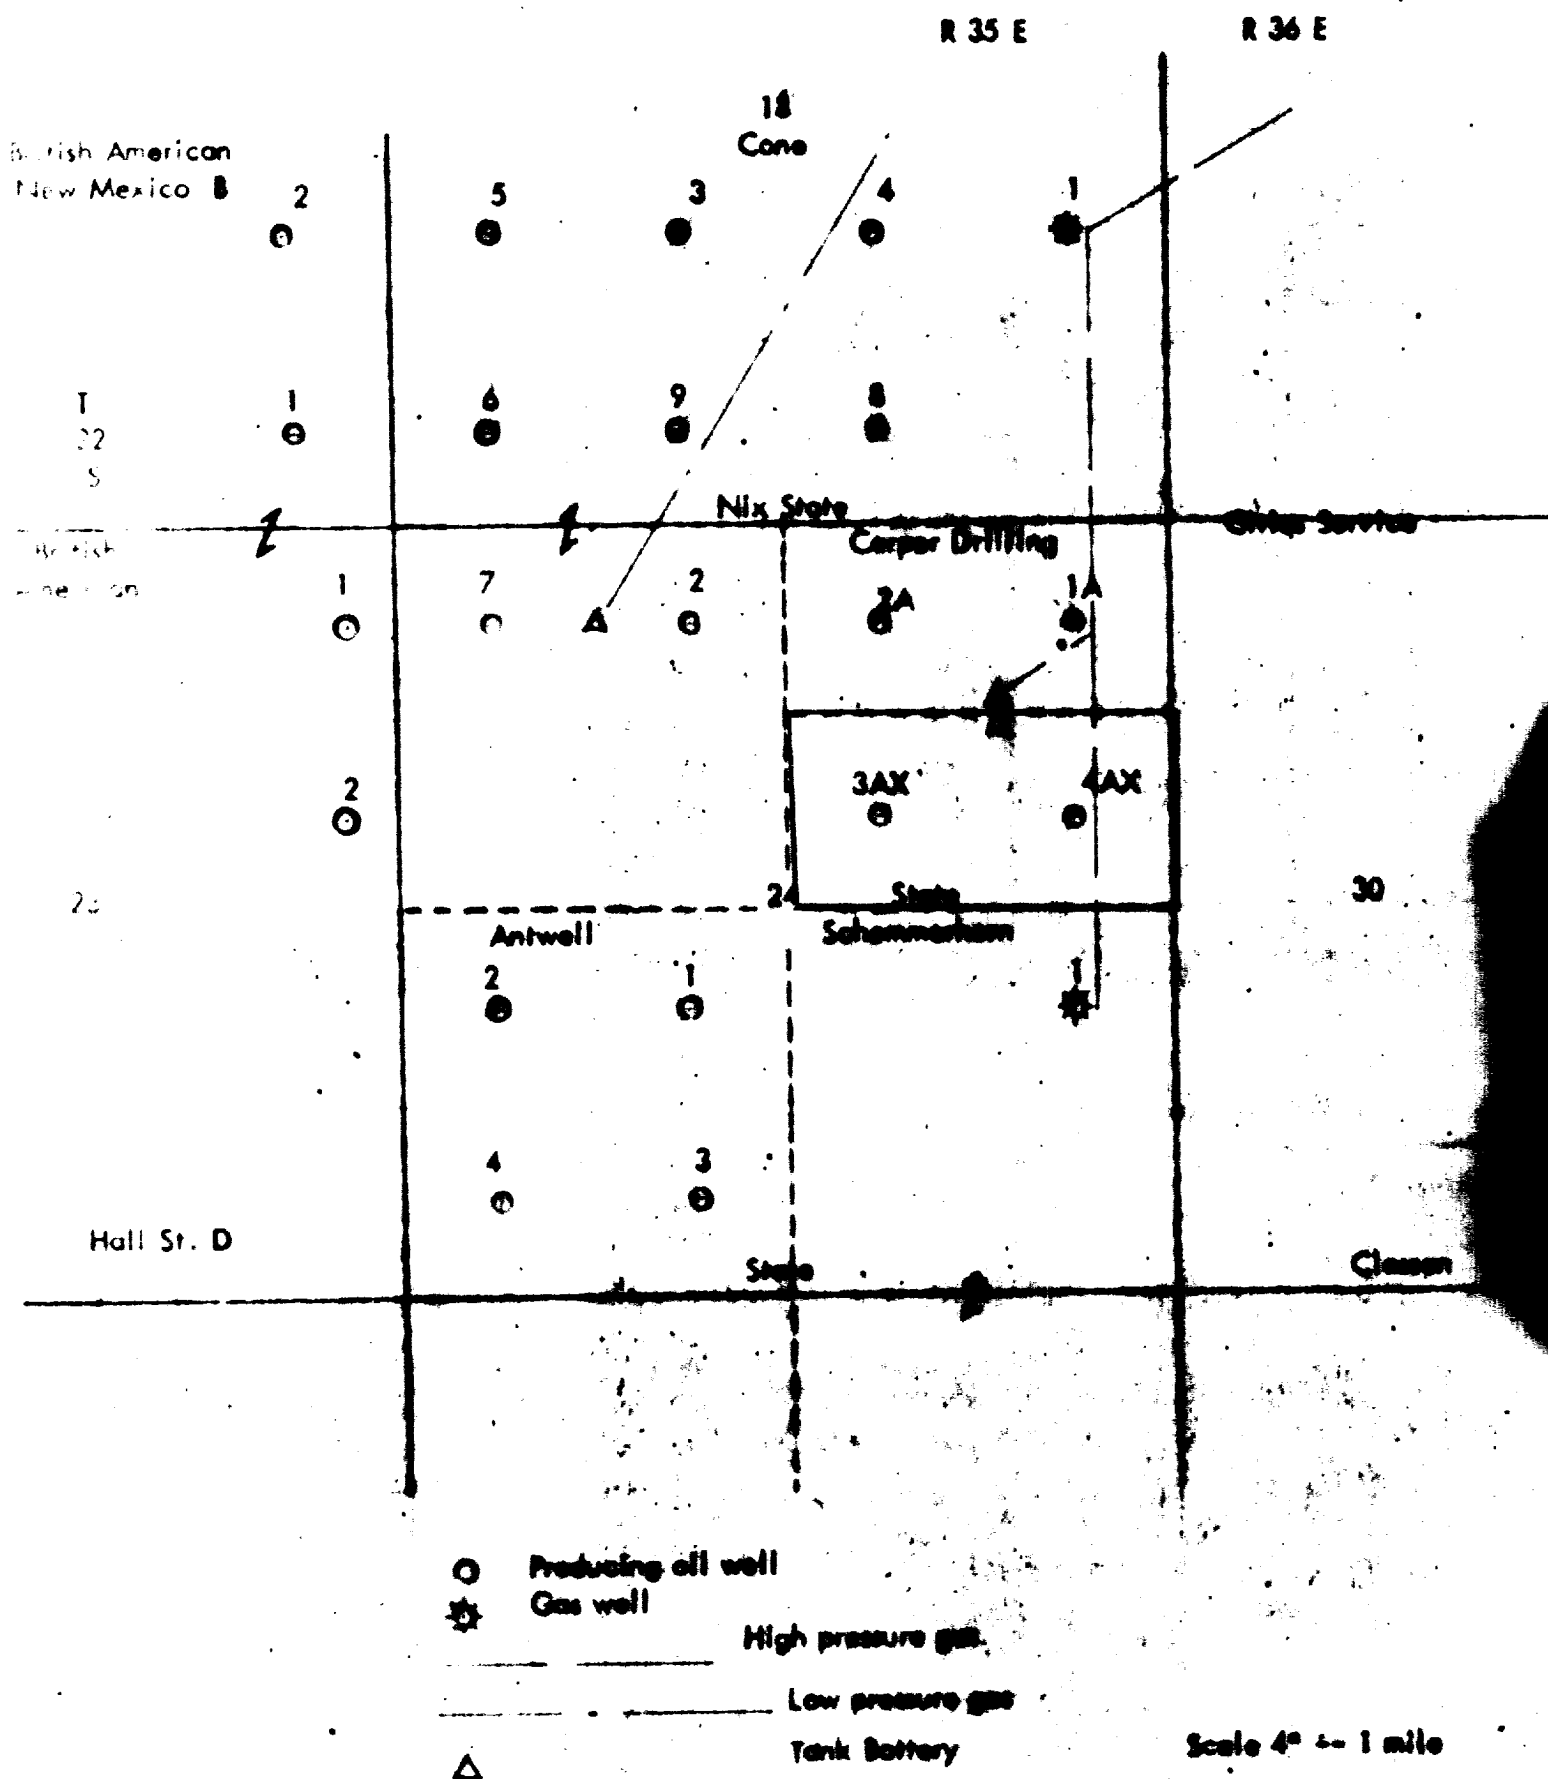 R 35 E R 36 E
Cone
American
New Mexico B
2 5 3 4 1
T
22
S
1 6 9 8
Nix State
Carper Drilling
1 7 2 2A 1A
2 3AX 4AX
24 State 30
Antwell Schermerhorn
2 1 1
4 3
Hall St. D
State Classen
Producing oil well
Gas well
High pressure gas.
Low pressure gas
Tank Battery Scale 4" -- 1 mile